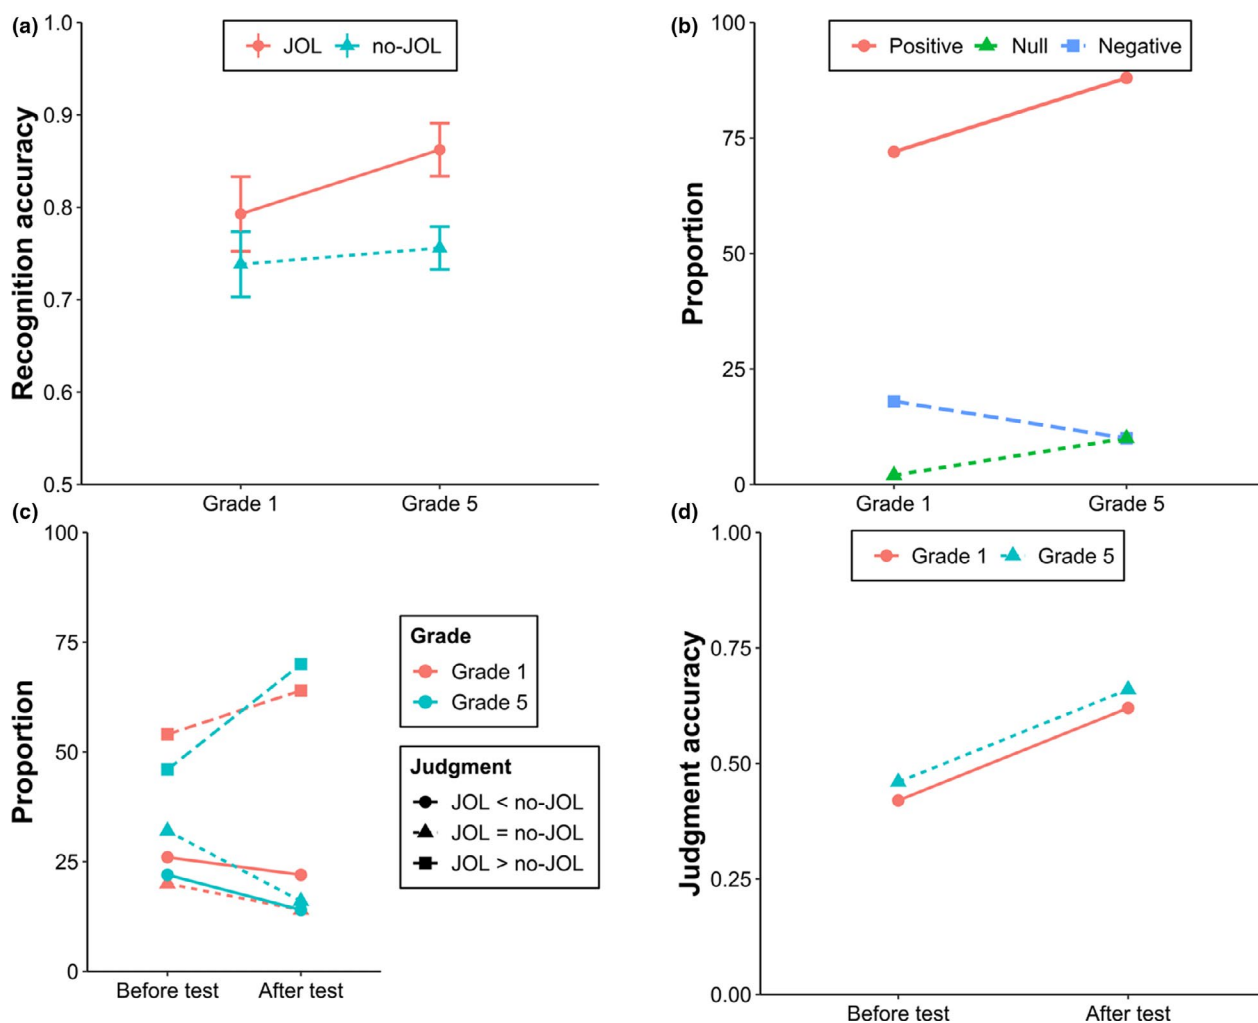 (a)
JOL no-JOL
Recognition accuracy
1.0
0.9
0.8
0.7
0.6
0.5
Grade 1 Grade 5
(b)
Positive Null Negative
Proportion
100
75
50
25
0
Grade 1 Grade 5
(c)
Proportion
100
75
50
25
0
Before test After test
Grade
Grade 1
Grade 5
Judgment
JOL < no-JOL
JOL = no-JOL
JOL > no-JOL
(d)
Grade 1 Grade 5
Judgment accuracy
1.00
0.75
0.50
0.25
0.00
Before test After test